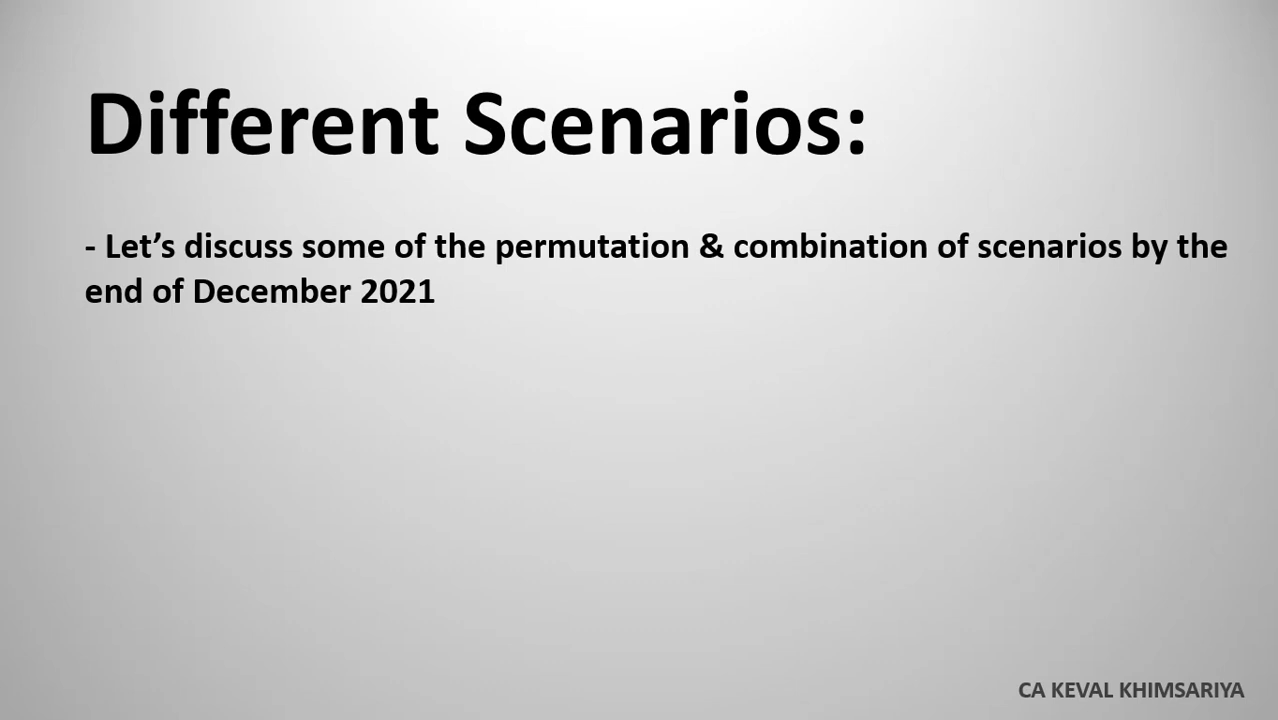 Different Scenarios:
- Let’s discuss some of the permutation & combination of scenarios by the
end of December 2021
CA KEVAL KHIMSARIYA